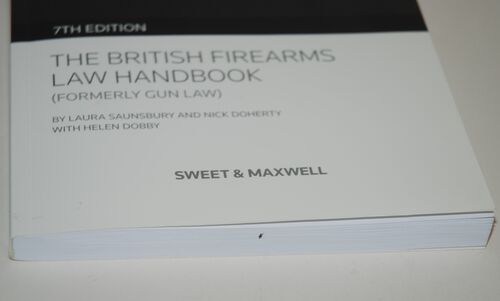 7TH EDITION
THE BRITISH FIREARMS
LAW HANDBOOK
(FORMERLY GUN LAW)
BY LAURA SAUNSBURY AND NICK DOHERTY
WITH HELEN DOBBY
SWEET & MAXWELL